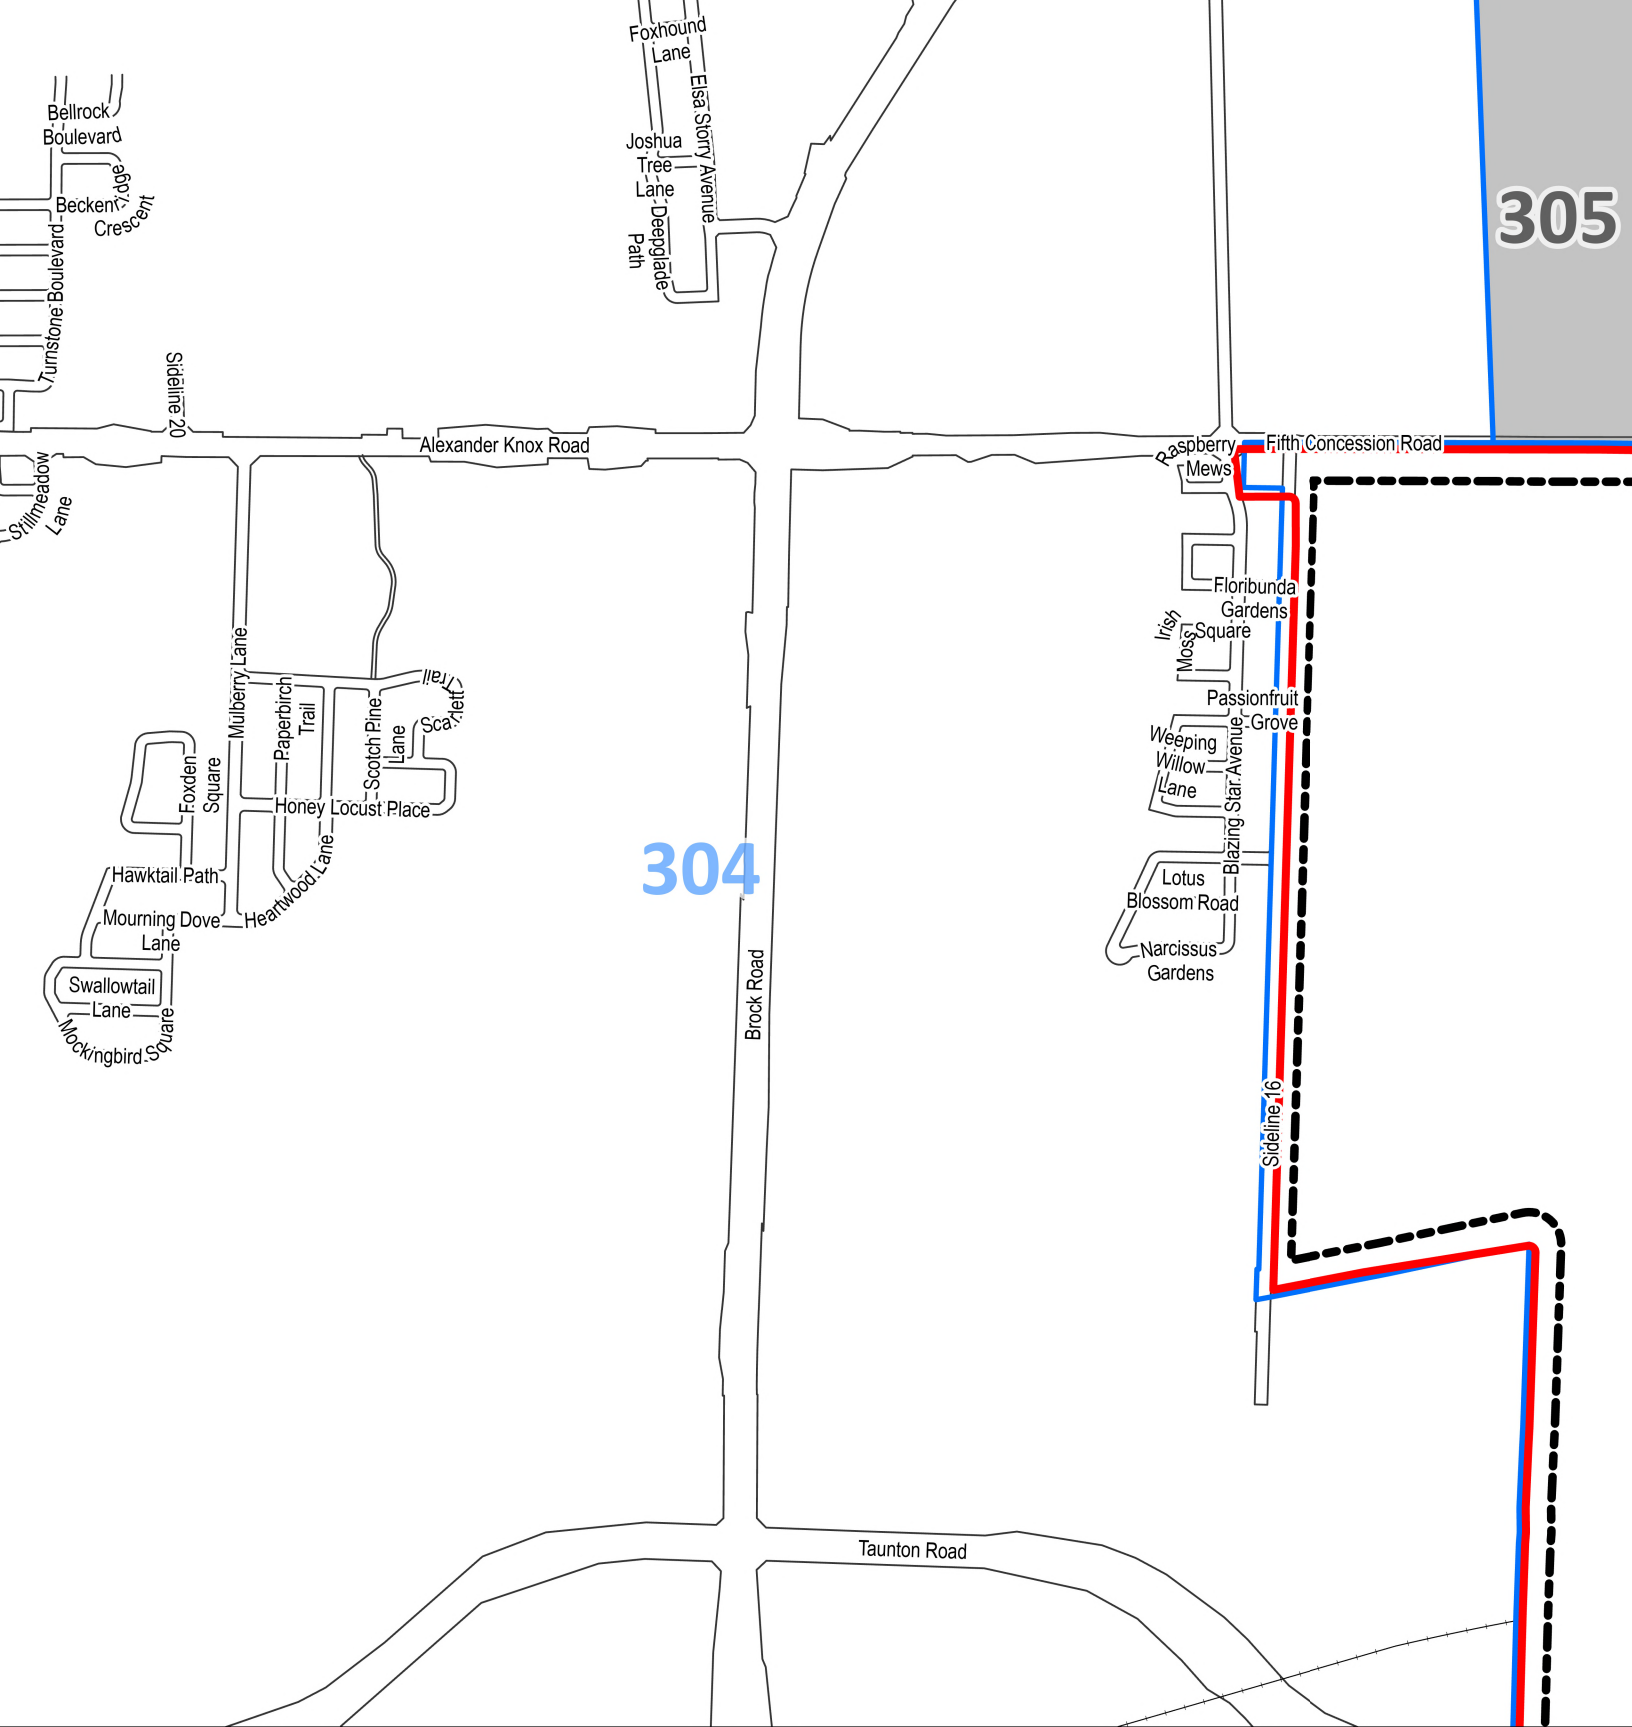 Foxhound
Lane
Elsa Storry Avenue
Bellrock
Boulevard
Joshua
Tree
Lane
Beckenridge
Crescent
Deepglade
Path
305
Turnstone Boulevard
Sideline 20
Alexander Knox Road
Raspberry
Mews
Fifth Concession Road
Stillmeadow
Lane
Floribunda
Gardens
Irish
Moss
Square
Mulberry Lane
Paperbirch
Trail
Scarlett
Trail
Scotch Pine
Lane
Passionfruit
Grove
Weeping
Willow
Lane
Blazing Star Avenue
Foxden
Square
Honey Locust Place
Heartwood Lane
304
Hawktail Path
Lotus
Blossom Road
Mourning Dove
Lane
Narcissus
Gardens
Swallowtail
Lane
Mockingbird Square
Brock Road
Sideline 16
Taunton Road